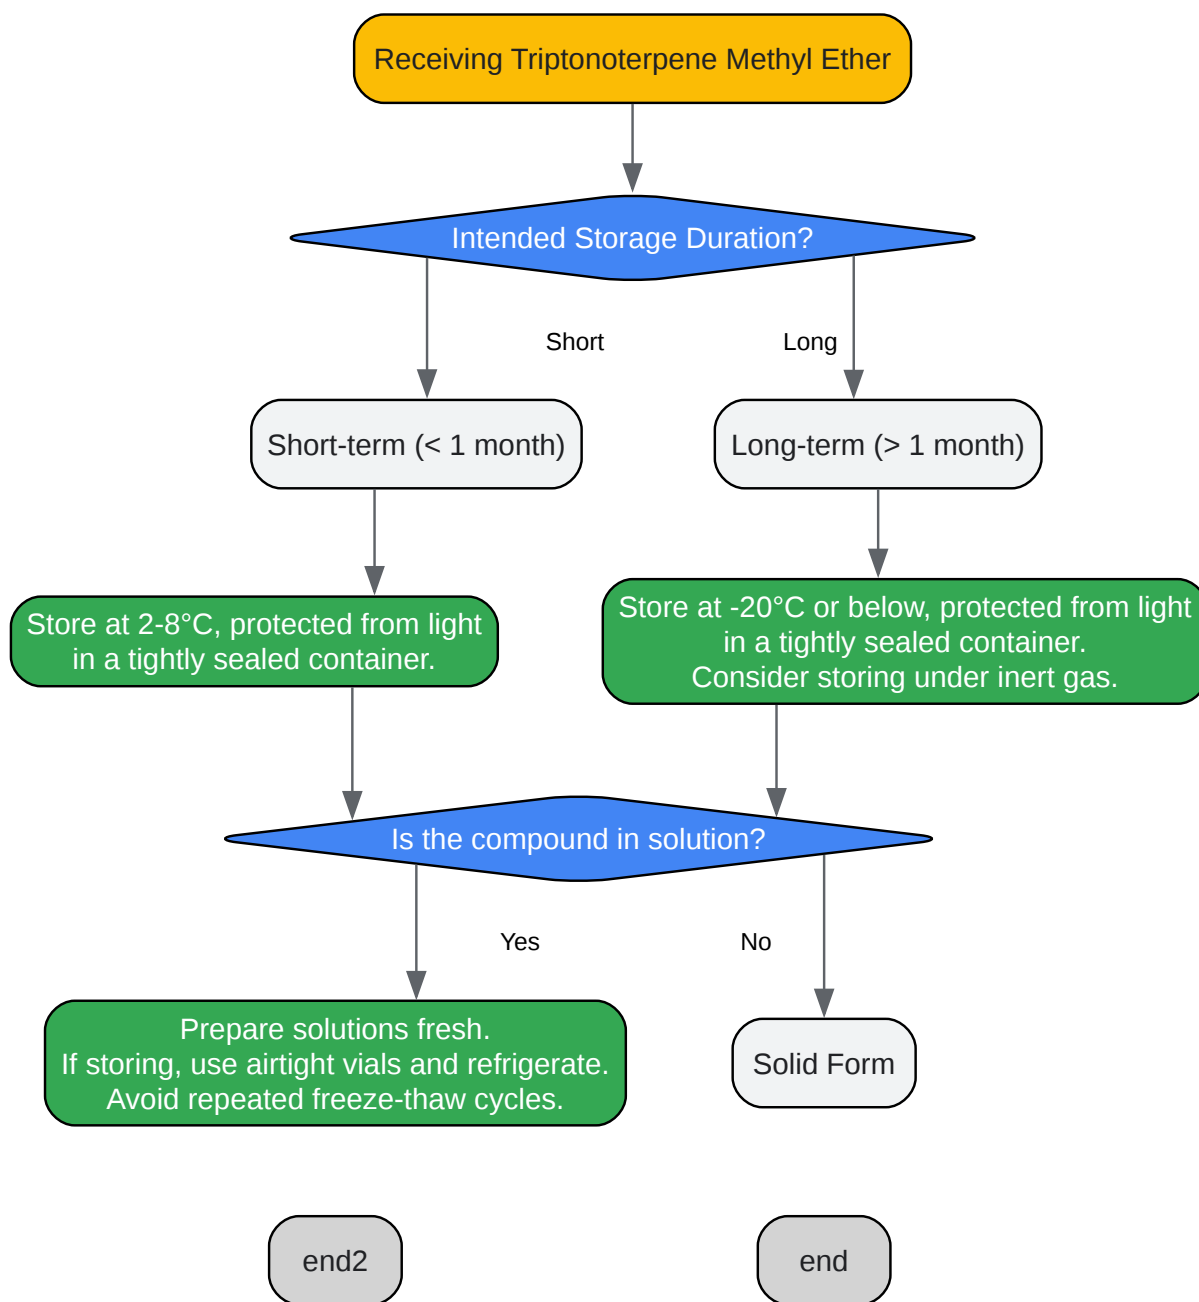 Receiving Triptonoterpene Methyl Ether
Intended Storage Duration?
Short
Long
Short-term (< 1 month)
Long-term (> 1 month)
Store at 2-8°C, protected from light
in a tightly sealed container.
Store at -20°C or below, protected from light
in a tightly sealed container.
Consider storing under inert gas.
Is the compound in solution?
Yes
No
Prepare solutions fresh.
If storing, use airtight vials and refrigerate.
Avoid repeated freeze-thaw cycles.
Solid Form
end2
end